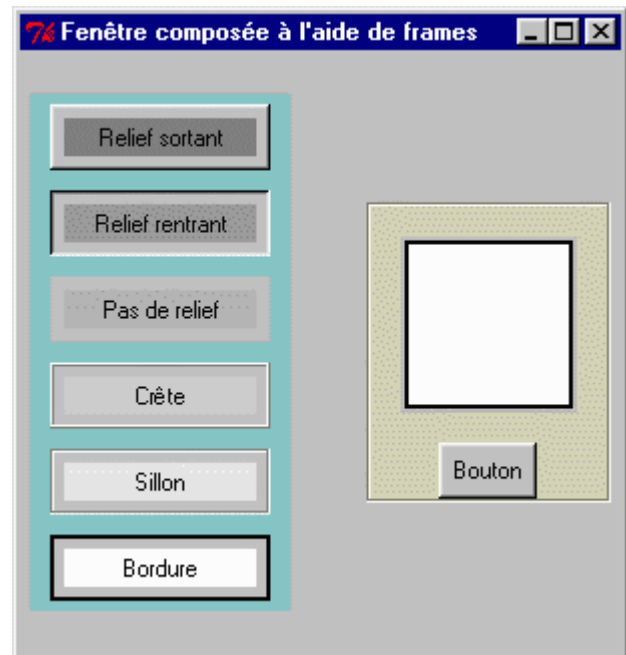 Fenêtre composée à l'aide de frames
Relief sortant
Relief rentrant
Pas de relief
Crête
Sillon
Bordure
Bouton